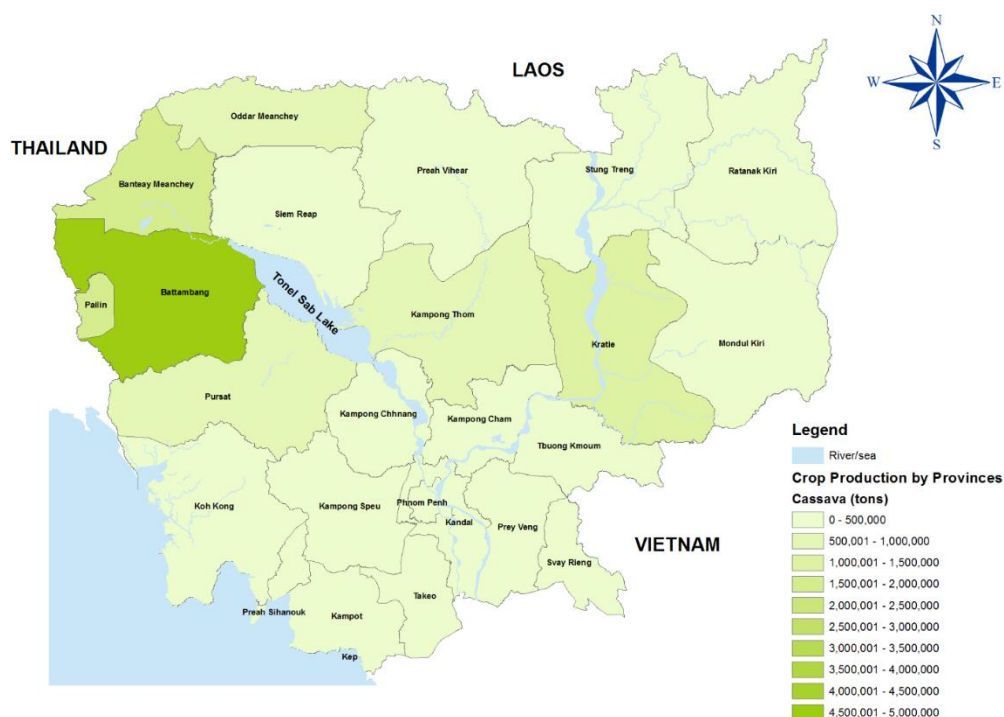 N
W
E
S
LAOS
THAILAND
VIETNAM
Oddar Meanchey
Banteay Meanchey
Preah Vihear
Stung Treng
Ratanak Kiri
Siem Reap
Battambang
Pailin
Tonel Sab Lake
Kampong Thom
Kratie
Mondul Kiri
Pursat
Kampong Chhnang
Kampong Cham
Tbuong Kmoum
Koh Kong
Kampong Speu
Phnom Penh
Kandal
Prey Veng
Svay Rieng
Takeo
Preah Sihanouk
Kampot
Kep
Legend
River/sea
Crop Production by Provinces
Cassava (tons)
0 - 500,000
500,001 - 1,000,000
1,000,001 - 1,500,000
1,500,001 - 2,000,000
2,000,001 - 2,500,000
2,500,001 - 3,000,000
3,000,001 - 3,500,000
3,500,001 - 4,000,000
4,000,001 - 4,500,000
4,500,001 - 5,000,000